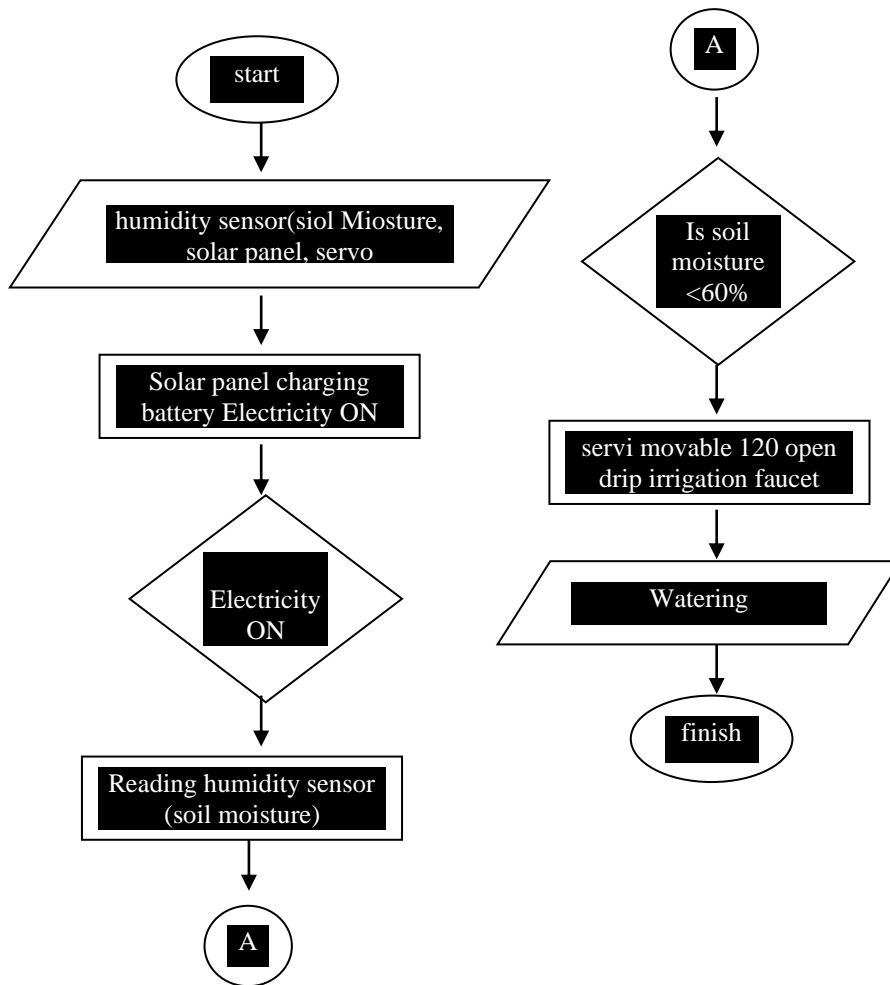 start
humidity sensor(siol Miosture,
solar panel, servo
Solar panel charging
battery Electricity ON
Electricity
ON
Reading humidity sensor
(soil moisture)
A
A
Is soil
moisture
<60%
servi movable 120 open
drip irrigation faucet
Watering
finish